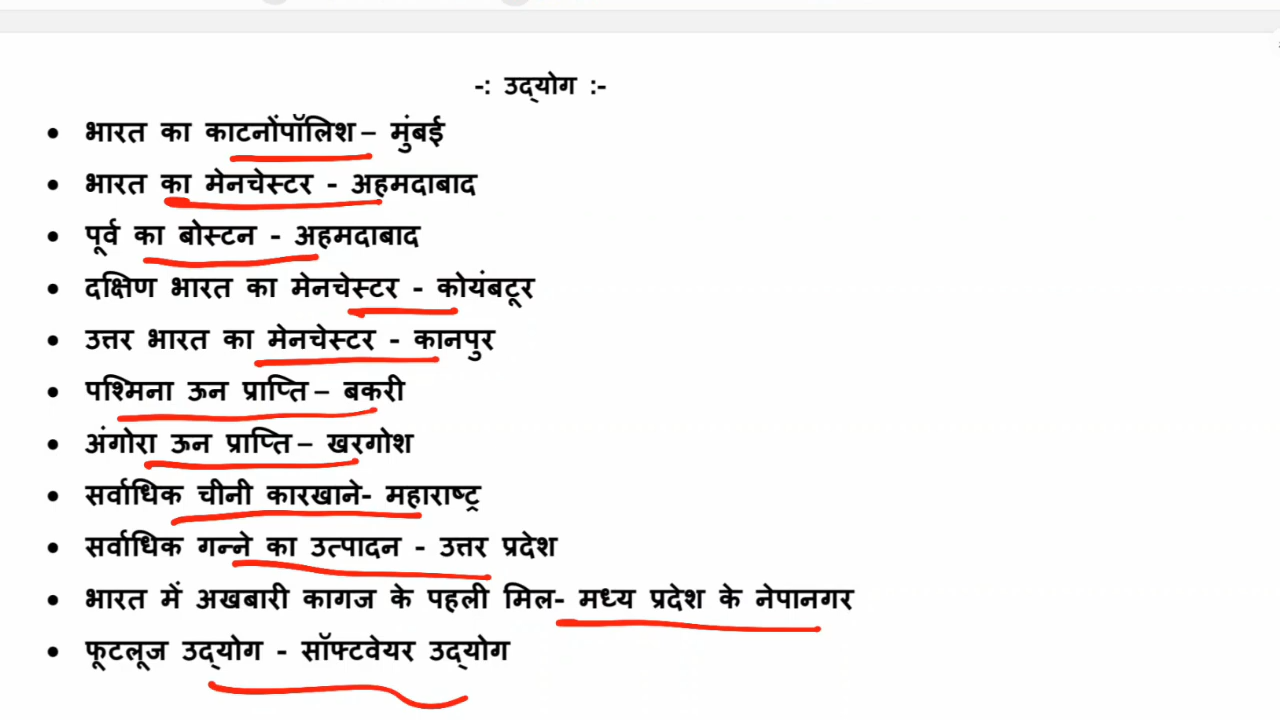 -: उद्योग :-
• भारत का काटनोंपॉलिश – मुंबई
• भारत का मेनचेस्टर - अहमदाबाद
• पूर्व का बोस्टन - अहमदाबाद
• दक्षिण भारत का मेनचेस्टर - कोयंबटूर
• उत्तर भारत का मेनचेस्टर - कानपुर
• पश्मिना ऊन प्राप्ति – बकरी
• अंगोरा ऊन प्राप्ति – खरगोश
• सर्वाधिक चीनी कारखाने- महाराष्ट्र
• सर्वाधिक गन्ने का उत्पादन - उत्तर प्रदेश
• भारत में अखबारी कागज के पहली मिल- मध्य प्रदेश के नेपानगर
• फूटलूज उद्योग - सॉफ्टवेयर उद्योग